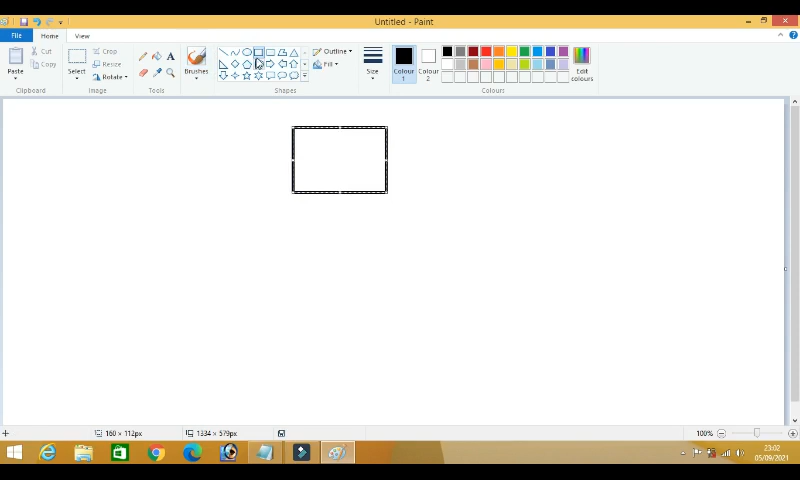 Untitled - Paint
File Home View
Paste
Cut
Copy
Clipboard
Select
Crop
Resize
Rotate
Image
A
Tools
Brushes
Shapes
Outline
Fill
Size
Colour 1
Colour 2
Edit colours
Colours
160 × 112px
1334 × 579px
100%
23:02
05/09/2021